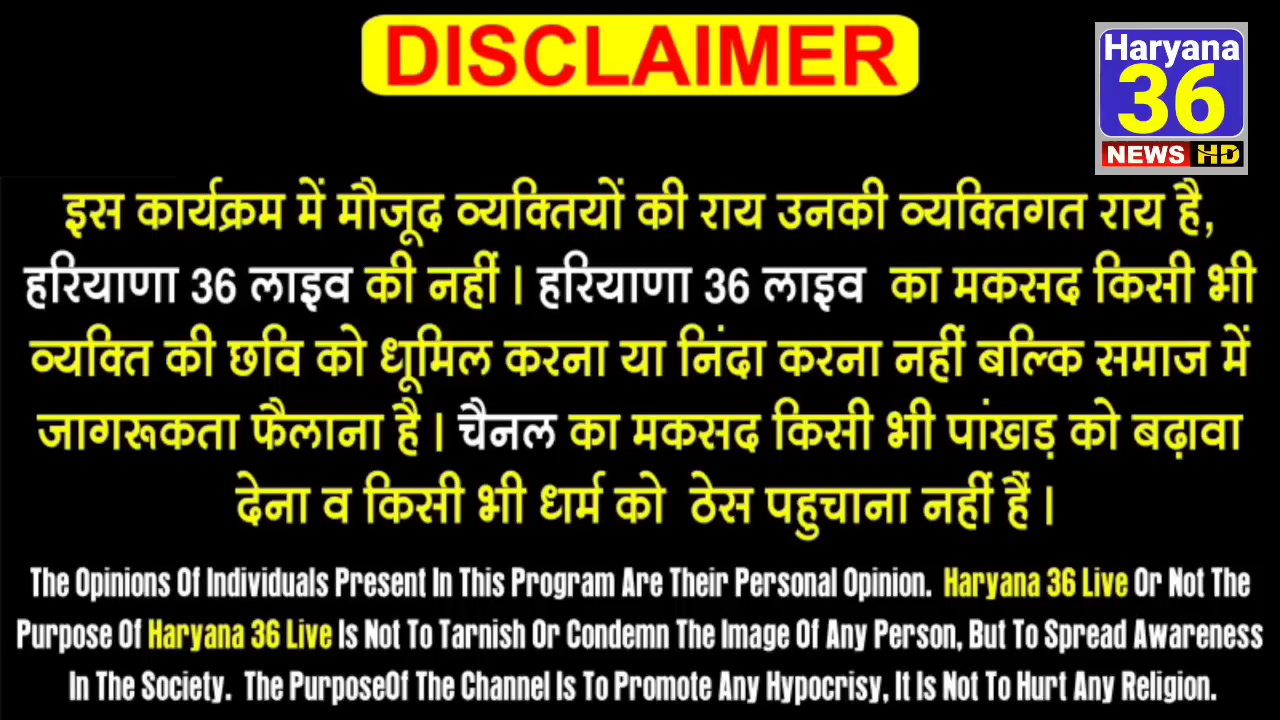 DISCLAIMER
Haryana
36
NEWS HD
इस कार्यक्रम में मौजूद व्यक्तियों की राय उनकी व्यक्तिगत राय है,
हरियाणा 36 लाइव की नहीं । हरियाणा 36 लाइव का मकसद किसी भी
व्यक्ति की छवि को धूमिल करना या निंदा करना नहीं बल्कि समाज में
जागरूकता फैलाना है । चैनल का मकसद किसी भी पांखड़ को बढ़ावा
देना व किसी भी धर्म को ठेस पहुचाना नहीं हैं ।
The Opinions Of Individuals Present In This Program Are Their Personal Opinion. Haryana 36 Live Or Not The
Purpose Of Haryana 36 Live Is Not To Tarnish Or Condemn The Image Of Any Person, But To Spread Awareness
In The Society. The PurposeOf The Channel Is To Promote Any Hypocrisy, It Is Not To Hurt Any Religion.